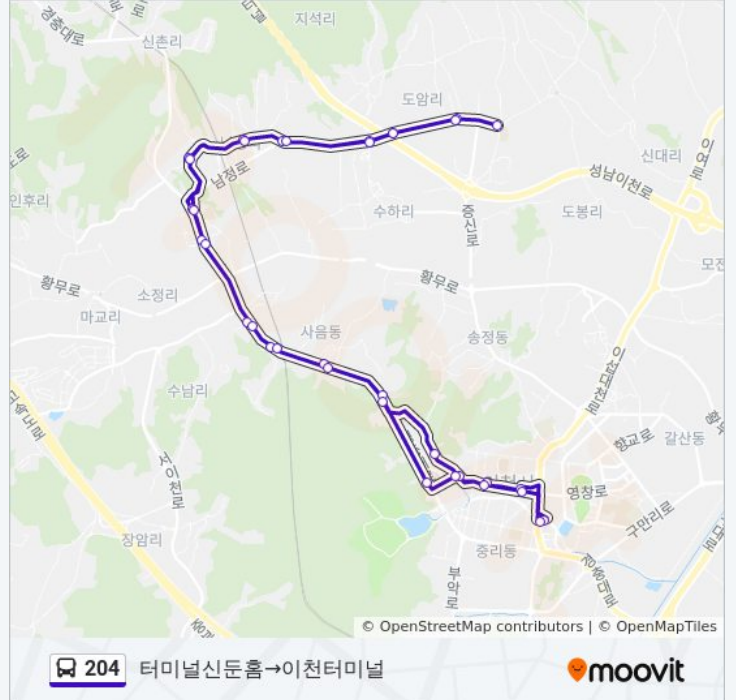 경충대로
신촌리
지석리
도암리
남정로
신대리
이여로
인후리
성남이천로
수하리
증신로
도봉리
황무로
소정리
황무로
마교리
사음동
송정동
이섭대천로
수남리
향교로
갈산동
서이천로
영창로
구만리로
장암리
중리동
부악로
경충대로
© OpenStreetMap contributors | © OpenMapTiles
204 터미널신둔홈→이천터미널
moovit